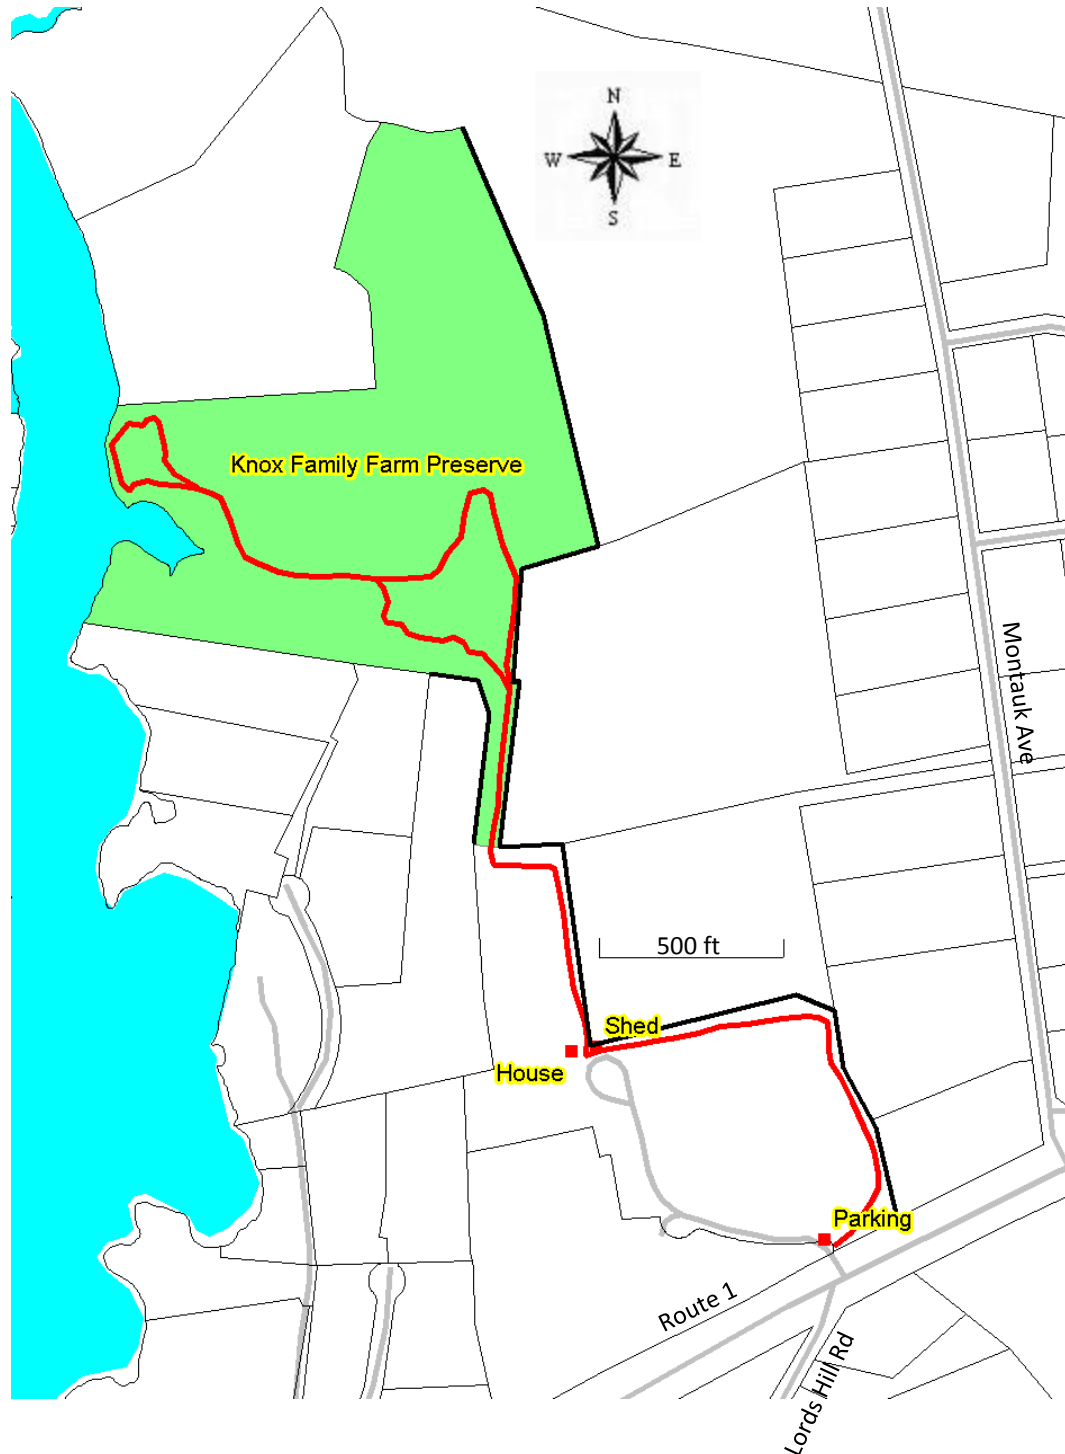 N
W
E
S
Knox Family Farm Preserve
Montauk Ave
500 ft
Shed
House
Parking
Route 1
Lords Hill Rd